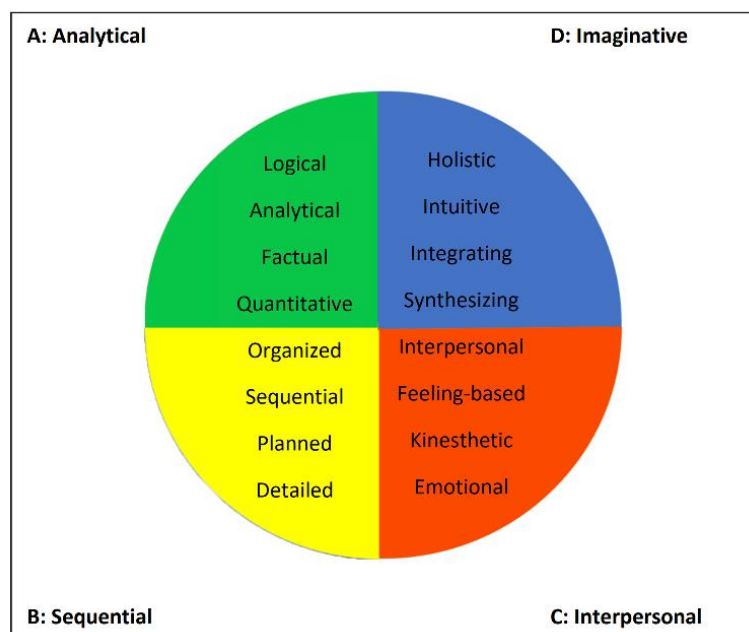 A: Analytical
D: Imaginative
Logical
Analytical
Factual
Quantitative
Holistic
Intuitive
Integrating
Synthesizing
Organized
Sequential
Planned
Detailed
Interpersonal
Feeling-based
Kinesthetic
Emotional
B: Sequential
C: Interpersonal